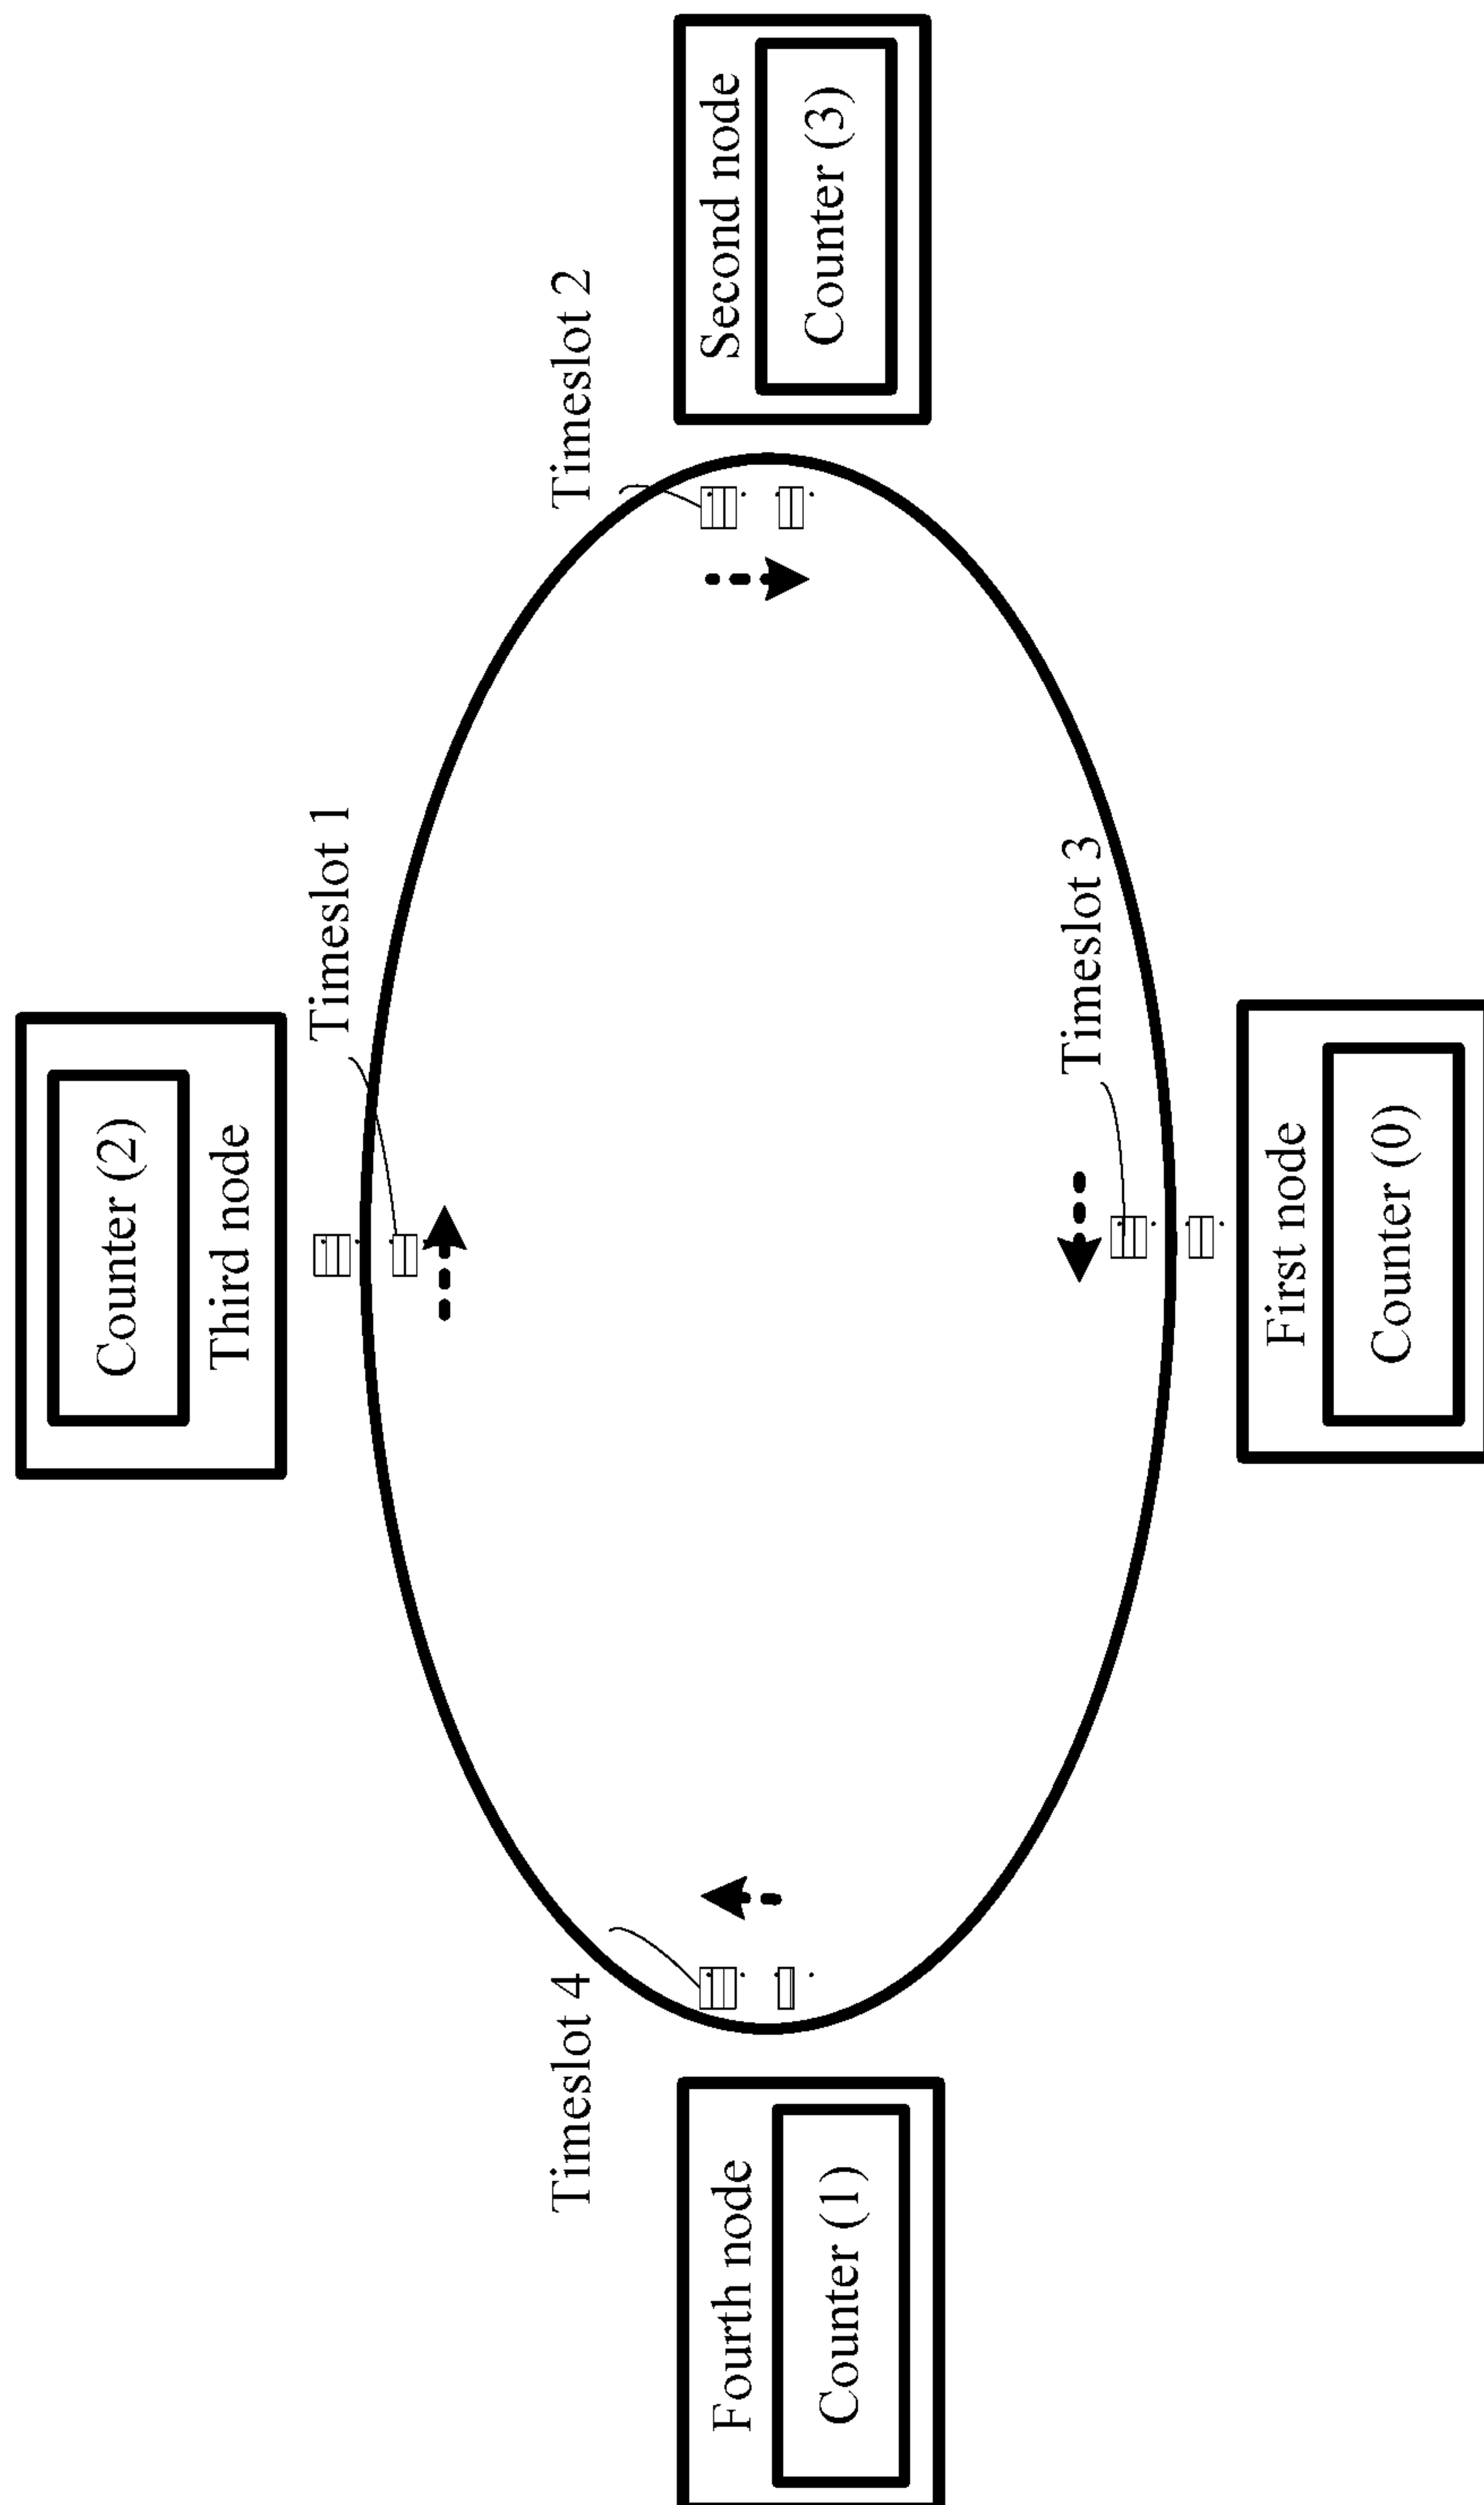 Counter (2)
Third node
Timeslot 1
Timeslot 4
Timeslot 2
Fourth node
Counter (1)
Second node
Counter (3)
Timeslot 3
First node
Counter (0)